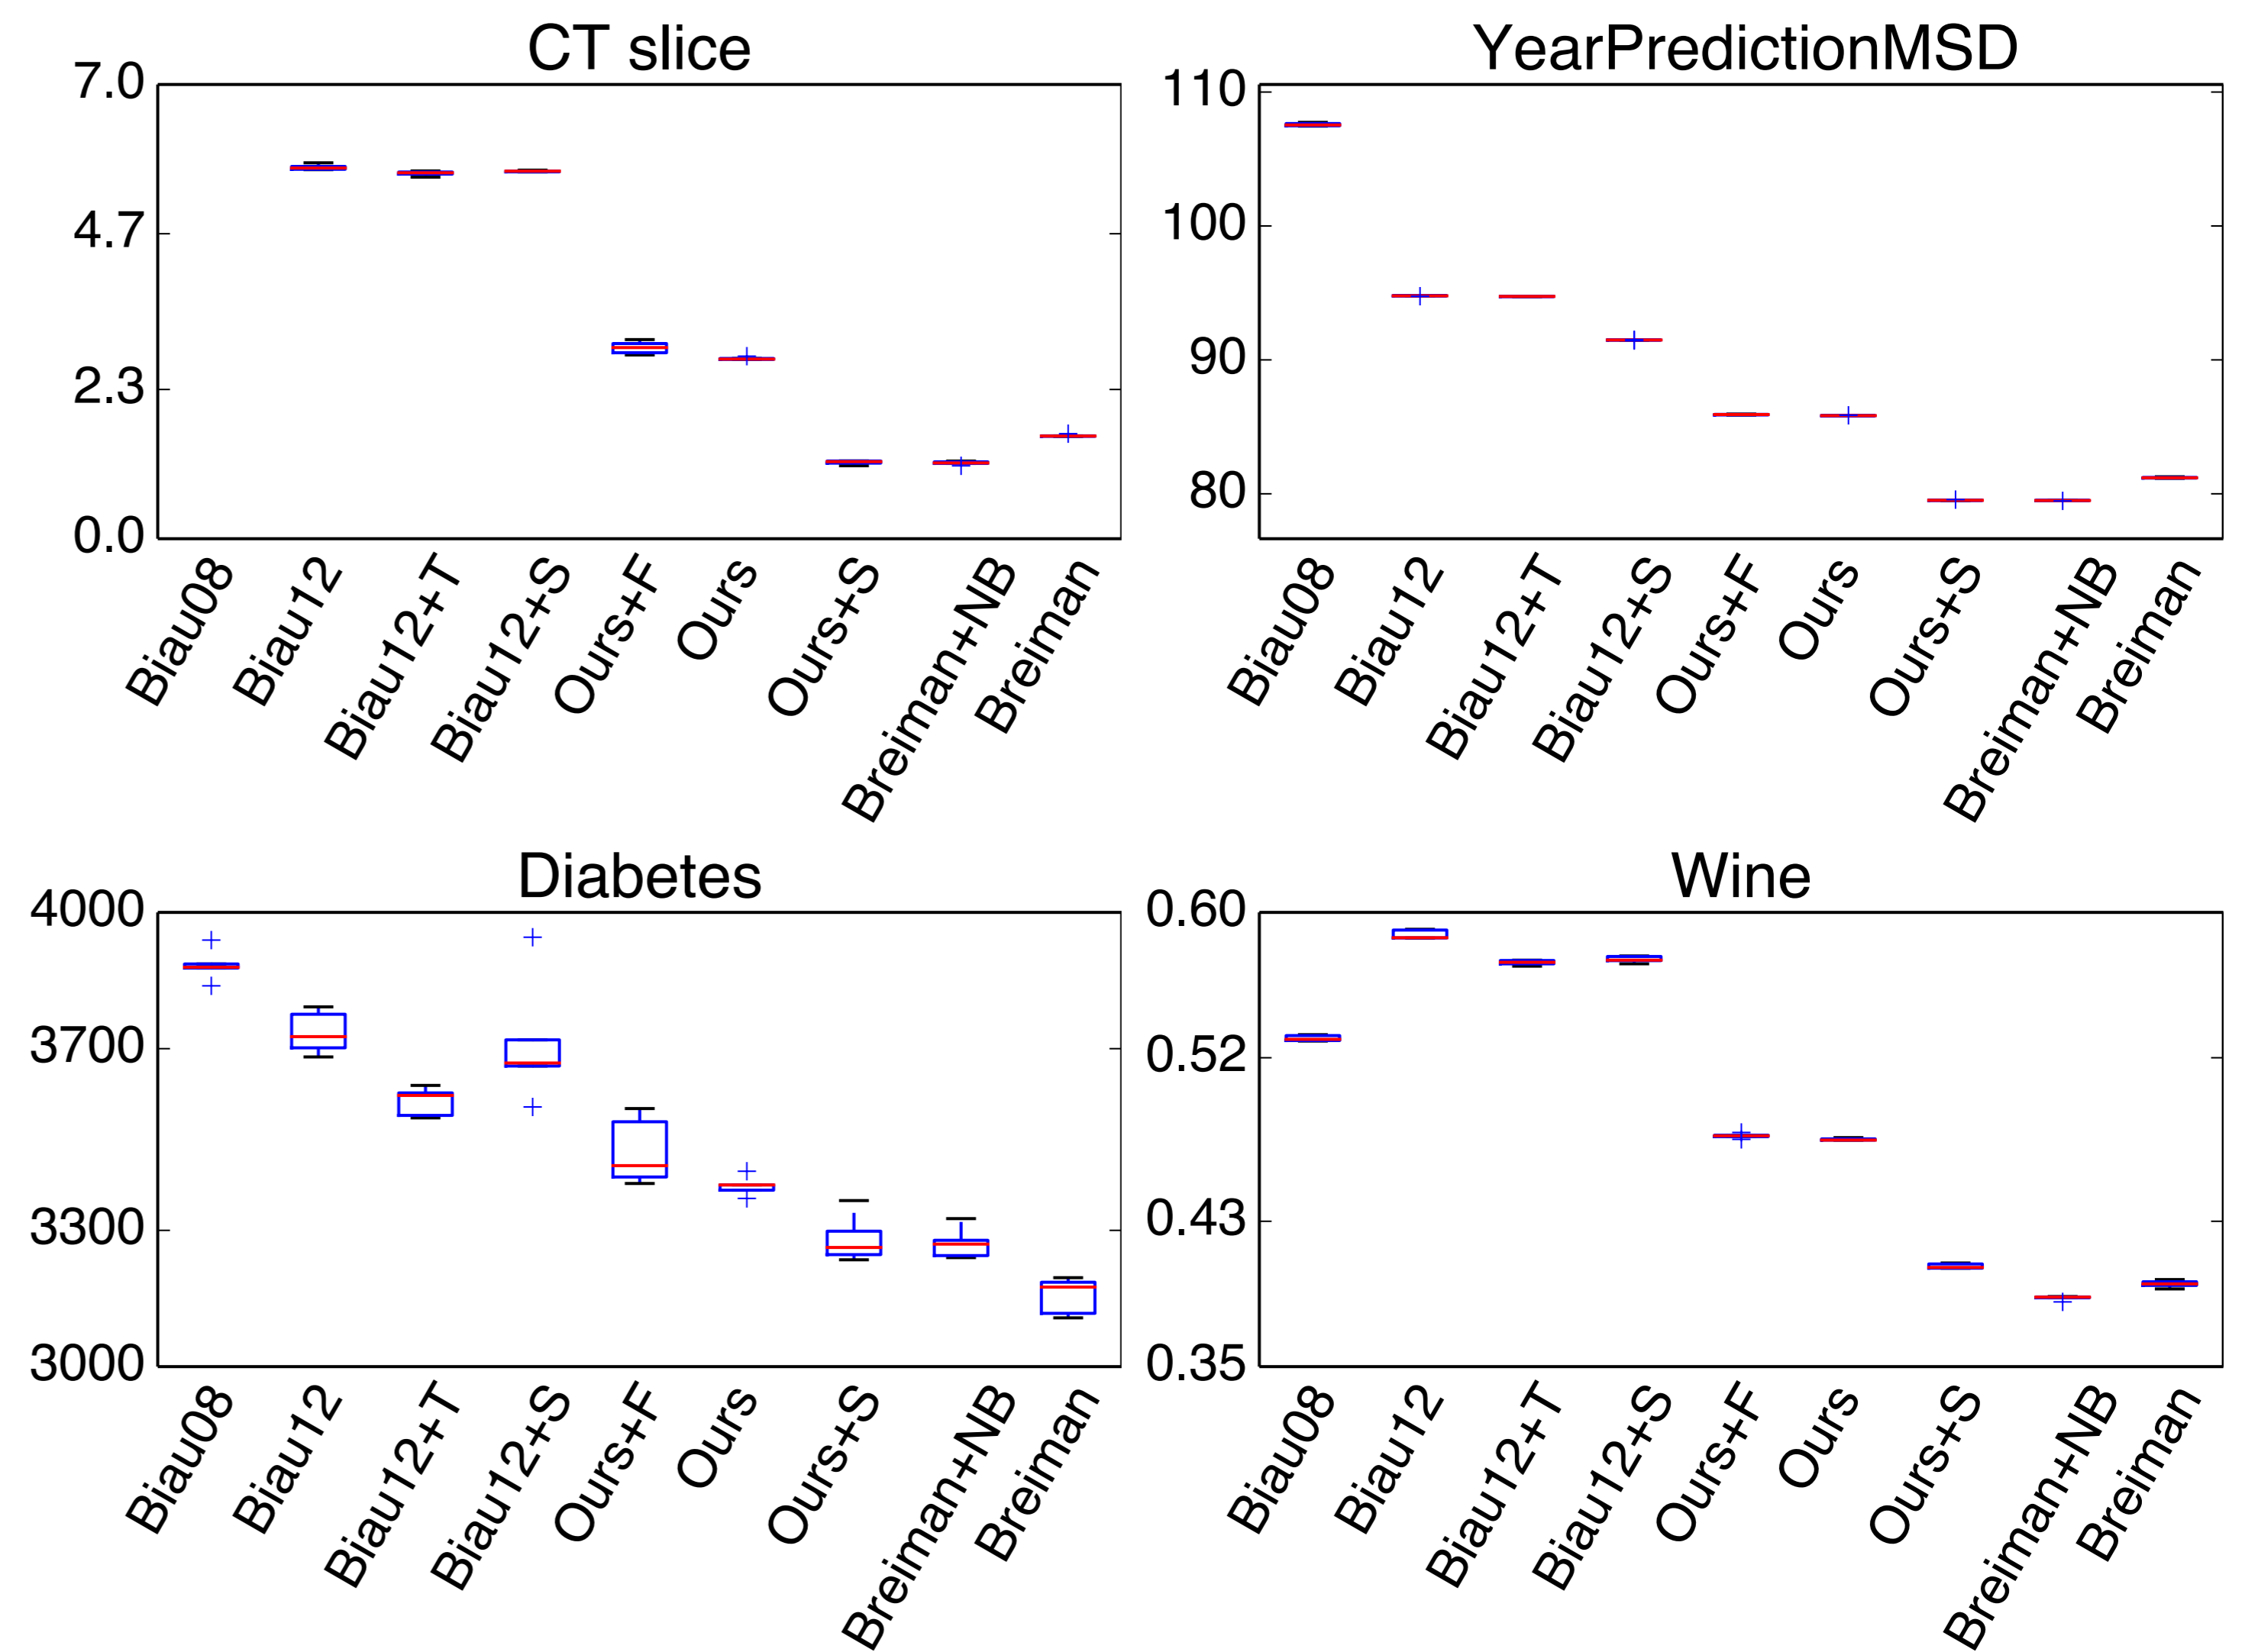 CT slice
7.0
4.7
2.3
0.0
Biau08
Biau12
Biau12+T
Biau12+S
Ours+F
Ours
Ours+S
Breiman+NB
Breiman
YearPredictionMSD
110
100
90
80
Biau08
Biau12
Biau12+T
Biau12+S
Ours+F
Ours
Ours+S
Breiman+NB
Breiman
Diabetes
4000
3700
3300
3000
Biau08
Biau12
Biau12+T
Biau12+S
Ours+F
Ours
Ours+S
Breiman+NB
Breiman
Wine
0.60
0.52
0.43
0.35
Biau08
Biau12
Biau12+T
Biau12+S
Ours+F
Ours
Ours+S
Breiman+NB
Breiman